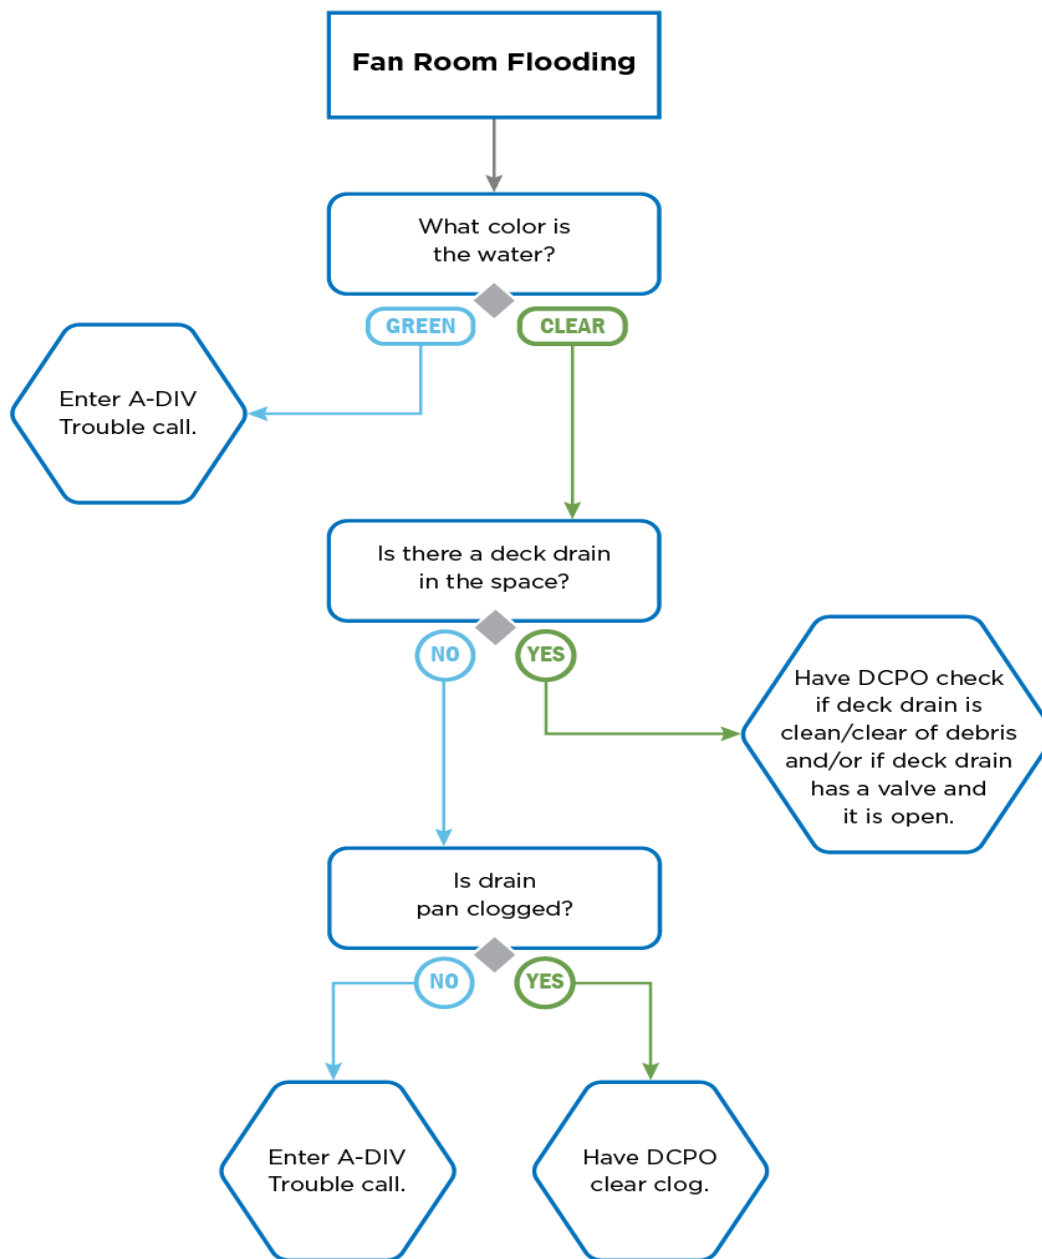 Fan Room Flooding
What color is
the water?
GREEN
CLEAR
Enter A-DIV
Trouble call.
Is there a deck drain
in the space?
NO
YES
Have DCPO check
if deck drain is
clean/clear of debris
and/or if deck drain
has a valve and
it is open.
Is drain
pan clogged?
NO
YES
Enter A-DIV
Trouble call.
Have DCPO
clear clog.